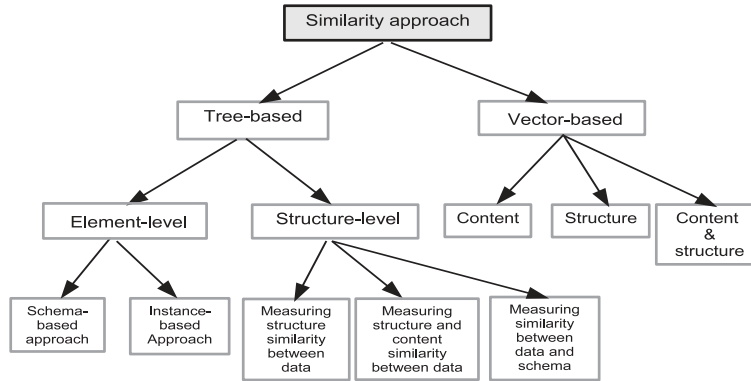 Similarity approach
Tree-based
Vector-based
Element-level
Structure-level
Content
Structure
Content
&
structure
Schema-
based
approach
Instance-
based
Approach
Measuring
structure
similarity
between
data
Measuring
structure and
content
similarity
between data
Measuring
similarity
between
data and
schema